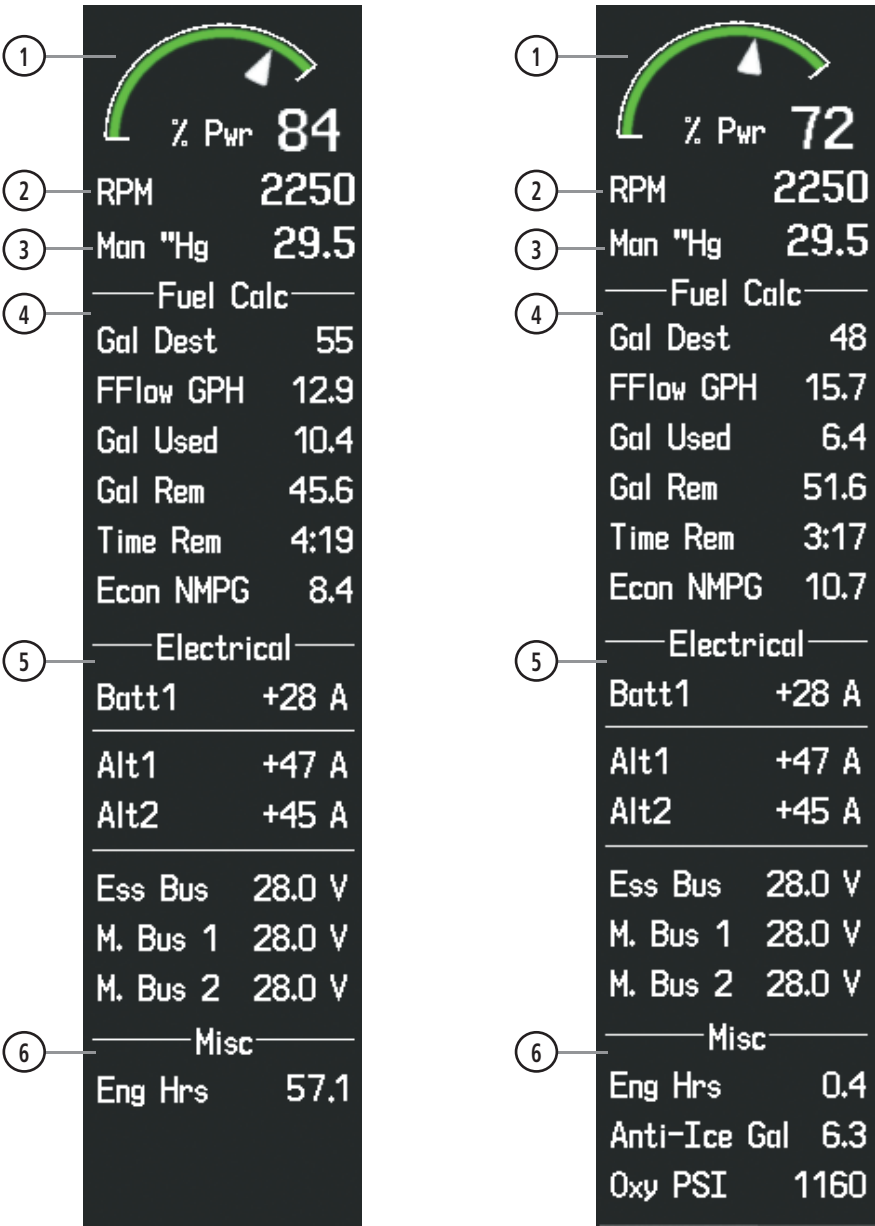 1
% Pwr 84
2
RPM 2250
3
Man "Hg 29.5
4
Fuel Calc
Gal Dest 55
FFlow GPH 12.9
Gal Used 10.4
Gal Rem 45.6
Time Rem 4:19
Econ NMPG 8.4
5
Electrical
Batt1 +28 A
Alt1 +47 A
Alt2 +45 A
Ess Bus 28.0 V
M. Bus 1 28.0 V
M. Bus 2 28.0 V
6
Misc
Eng Hrs 57.1
1
% Pwr 72
2
RPM 2250
3
Man "Hg 29.5
4
Fuel Calc
Gal Dest 48
FFlow GPH 15.7
Gal Used 6.4
Gal Rem 51.6
Time Rem 3:17
Econ NMPG 10.7
5
Electrical
Batt1 +28 A
Alt1 +47 A
Alt2 +45 A
Ess Bus 28.0 V
M. Bus 1 28.0 V
M. Bus 2 28.0 V
6
Misc
Eng Hrs 0.4
Anti-Ice Gal 6.3
Oxy PSI 1160